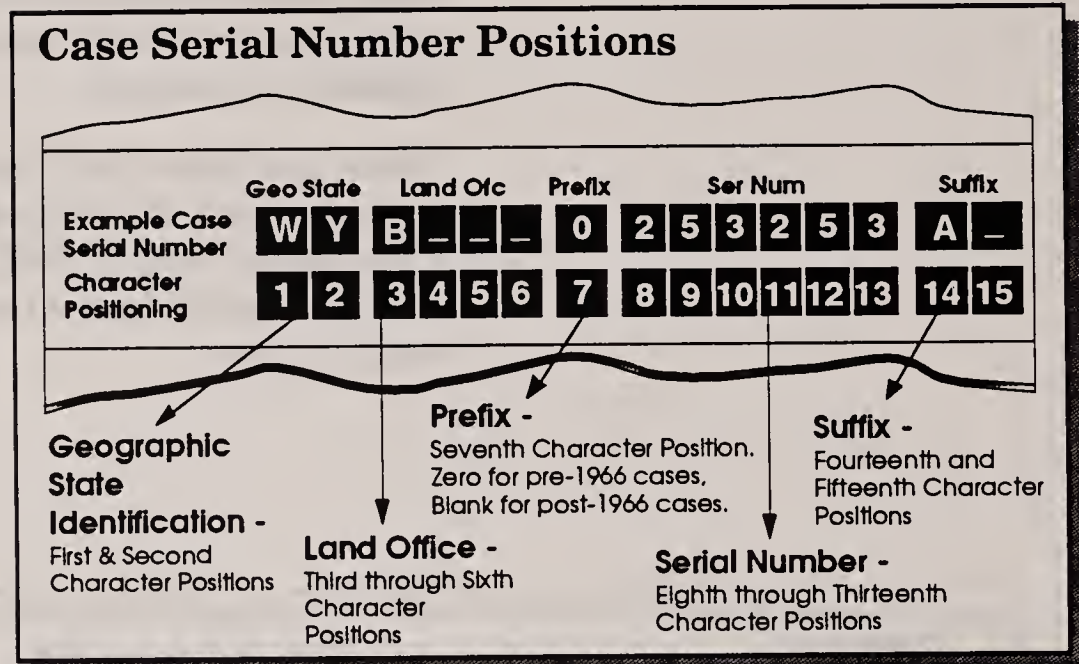 Case Serial Number Positions
Geo State Land Ofc Prefix Ser Num Suffix
Example Case
Serial Number
W Y B _ _ _ 0 2 5 3 2 5 3 A _
Character
Positioning
1 2 3 4 5 6 7 8 9 10 11 12 13 14 15
Geographic
State
Identification -
First & Second
Character Positions
Land Office -
Third through Sixth
Character
Positions
Prefix -
Seventh Character Position.
Zero for pre-1966 cases,
Blank for post-1966 cases.
Serial Number -
Eighth through Thirteenth
Character Positions
Suffix -
Fourteenth and
Fifteenth Character
Positions